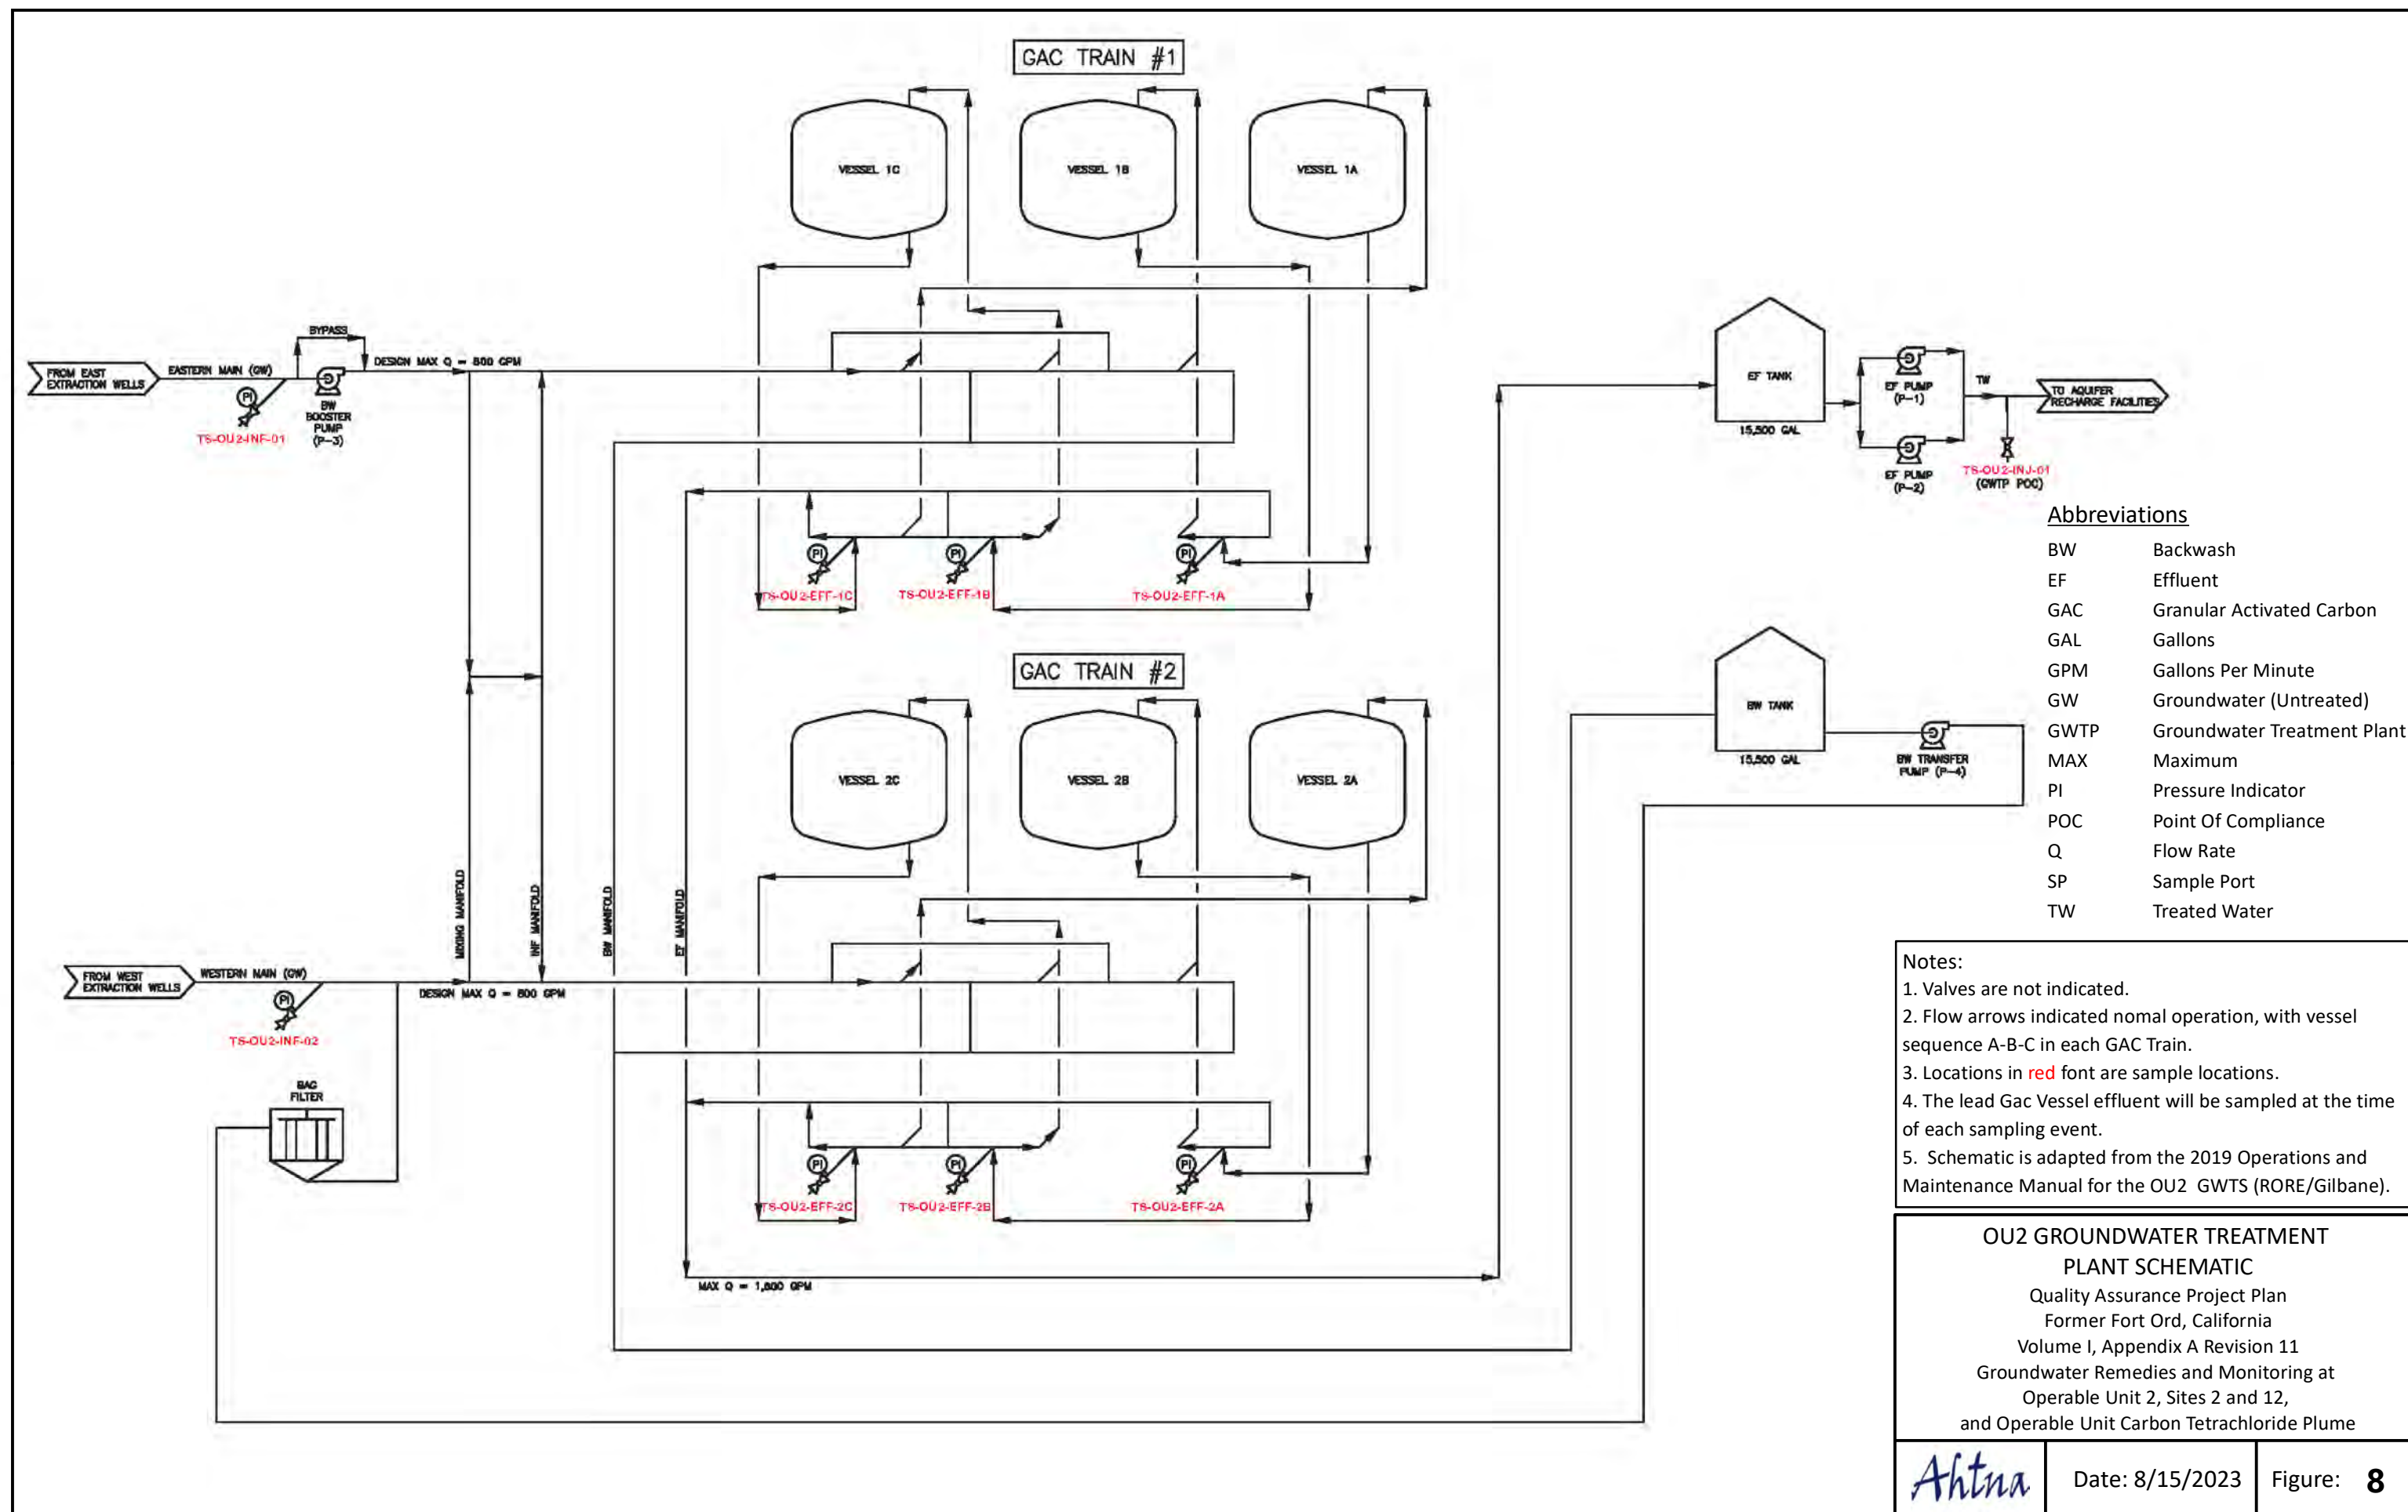 GAC TRAIN #1
VESSEL 1C
VESSEL 1B
VESSEL 1A
BYPASS
FROM EAST
EXTRACTION WELLS
EASTERN MAIN (GW)
DESIGN MAX Q = 800 GPM
PI
BW
BOOSTER
PUMP
(P-3)
TS-OU2-INF-01
EF TANK
15,500 GAL
EF PUMP
(P-1)
EF PUMP
(P-2)
TW
TO AQUIFER
RECHARGE FACILITIES
TS-OU2-INJ-01
(GWTP POC)
PI
PI
PI
TS-OU2-EFF-1C
TS-OU2-EFF-1B
TS-OU2-EFF-1A
GAC TRAIN #2
VESSEL 2C
VESSEL 2B
VESSEL 2A
BW TANK
15,500 GAL
BW TRANSFER
PUMP (P-4)
MIXING MANIFOLD
INF MANIFOLD
BW MANIFOLD
EF MANIFOLD
FROM WEST
EXTRACTION WELLS
WESTERN MAIN (GW)
DESIGN MAX Q = 800 GPM
PI
TS-OU2-INF-02
BAG
FILTER
PI
PI
PI
TS-OU2-EFF-2C
TS-OU2-EFF-2B
TS-OU2-EFF-2A
MAX Q = 1,600 GPM
Abbreviations
BW Backwash
EF Effluent
GAC Granular Activated Carbon
GAL Gallons
GPM Gallons Per Minute
GW Groundwater (Untreated)
GWTP Groundwater Treatment Plant
MAX Maximum
PI Pressure Indicator
POC Point Of Compliance
Q Flow Rate
SP Sample Port
TW Treated Water
Notes:
1. Valves are not indicated.
2. Flow arrows indicated nomal operation, with vessel
sequence A-B-C in each GAC Train.
3. Locations in red font are sample locations.
4. The lead Gac Vessel effluent will be sampled at the time
of each sampling event.
5. Schematic is adapted from the 2019 Operations and
Maintenance Manual for the OU2 GWTS (RORE/Gilbane).
OU2 GROUNDWATER TREATMENT
PLANT SCHEMATIC
Quality Assurance Project Plan
Former Fort Ord, California
Volume I, Appendix A Revision 11
Groundwater Remedies and Monitoring at
Operable Unit 2, Sites 2 and 12,
and Operable Unit Carbon Tetrachloride Plume
Ahtna
Date: 8/15/2023
Figure: 8